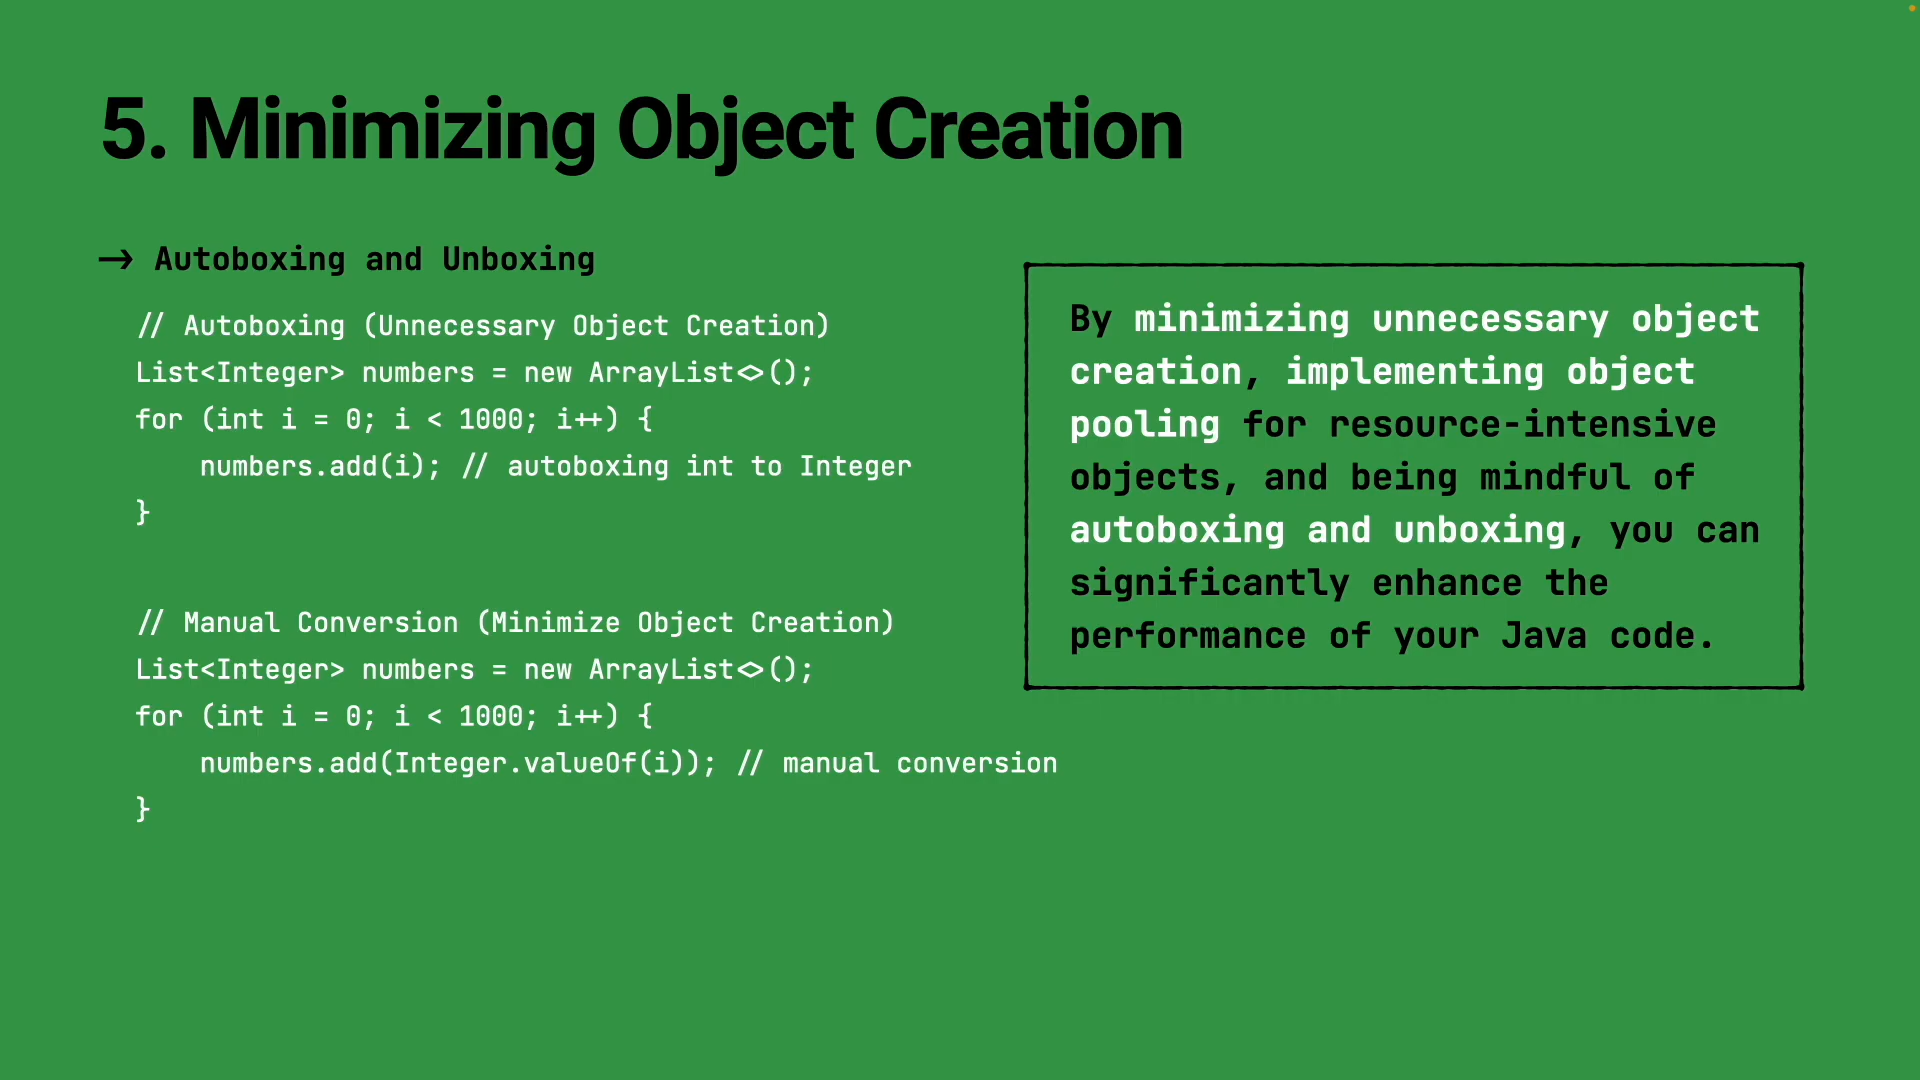 5. Minimizing Object Creation
→ Autoboxing and Unboxing
// Autoboxing (Unnecessary Object Creation)
List<Integer> numbers = new ArrayList<>();
for (int i = 0; i < 1000; i++) {
    numbers.add(i); // autoboxing int to Integer
}
// Manual Conversion (Minimize Object Creation)
List<Integer> numbers = new ArrayList<>();
for (int i = 0; i < 1000; i++) {
    numbers.add(Integer.valueOf(i)); // manual conversion
}
By minimizing unnecessary object
creation, implementing object
pooling for resource-intensive
objects, and being mindful of
autoboxing and unboxing, you can
significantly enhance the
performance of your Java code.